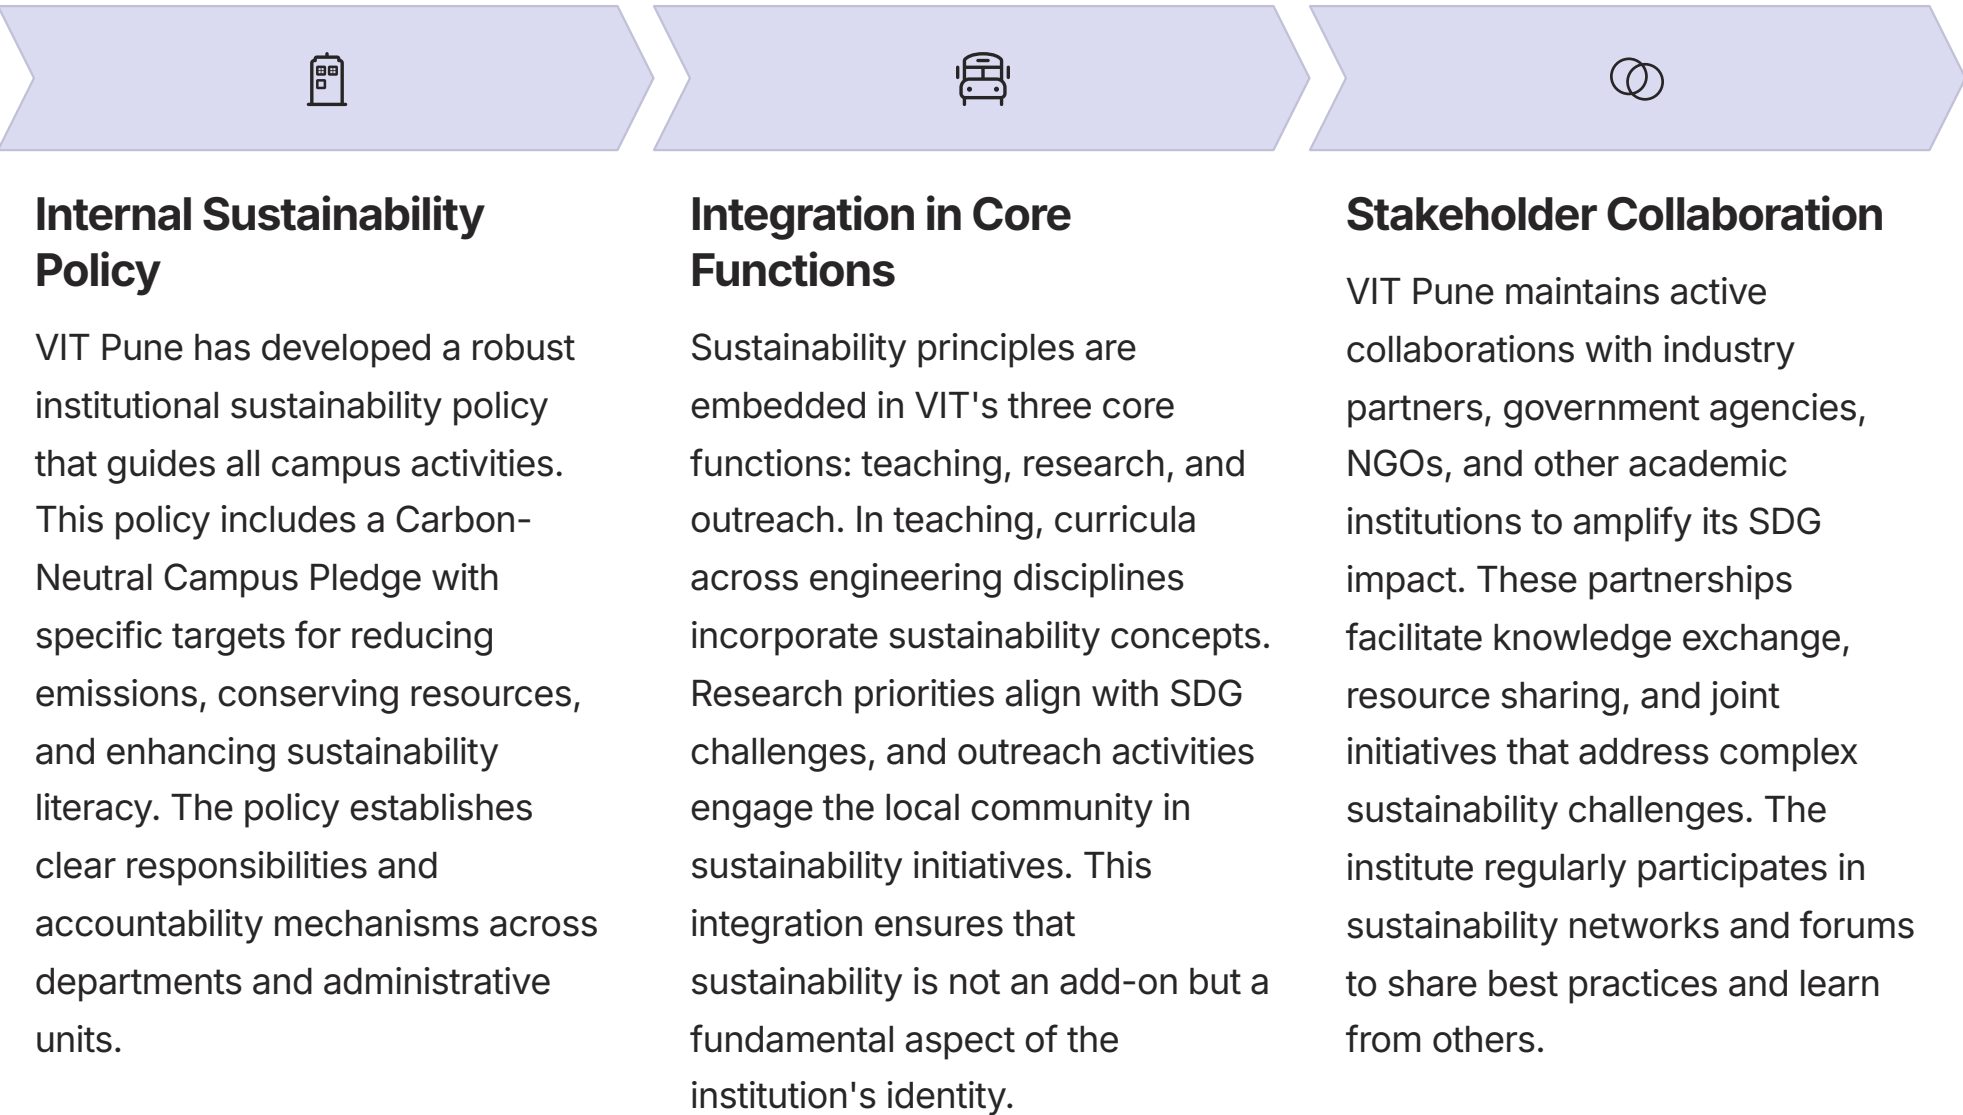 Internal Sustainability
Policy
VIT Pune has developed a robust
institutional sustainability policy
that guides all campus activities.
This policy includes a Carbon-
Neutral Campus Pledge with
specific targets for reducing
emissions, conserving resources,
and enhancing sustainability
literacy. The policy establishes
clear responsibilities and
accountability mechanisms across
departments and administrative
units.
Integration in Core
Functions
Sustainability principles are
embedded in VIT's three core
functions: teaching, research, and
outreach. In teaching, curricula
across engineering disciplines
incorporate sustainability concepts.
Research priorities align with SDG
challenges, and outreach activities
engage the local community in
sustainability initiatives. This
integration ensures that
sustainability is not an add-on but a
fundamental aspect of the
institution's identity.
Stakeholder Collaboration
VIT Pune maintains active
collaborations with industry
partners, government agencies,
NGOs, and other academic
institutions to amplify its SDG
impact. These partnerships
facilitate knowledge exchange,
resource sharing, and joint
initiatives that address complex
sustainability challenges. The
institute regularly participates in
sustainability networks and forums
to share best practices and learn
from others.